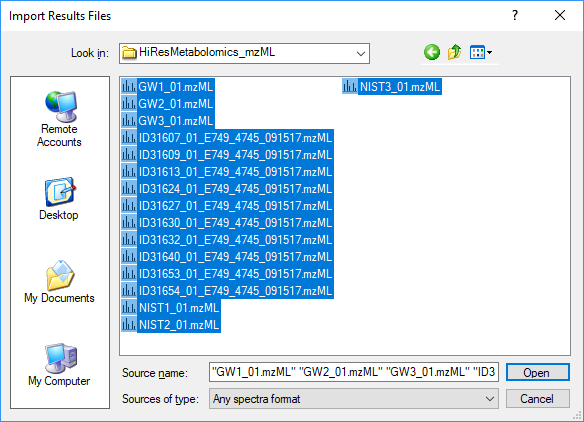 Import Results Files
Look in: HiResMetabolomics_mzML
Remote
Accounts
Desktop
My Documents
My Computer
GW1_01.mzML
GW2_01.mzML
GW3_01.mzML
ID31607_01_E749_4745_091517.mzML
ID31609_01_E749_4745_091517.mzML
ID31613_01_E749_4745_091517.mzML
ID31624_01_E749_4745_091517.mzML
ID31627_01_E749_4745_091517.mzML
ID31630_01_E749_4745_091517.mzML
ID31632_01_E749_4745_091517.mzML
ID31640_01_E749_4745_091517.mzML
ID31653_01_E749_4745_091517.mzML
ID31654_01_E749_4745_091517.mzML
NIST1_01.mzML
NIST2_01.mzML
NIST3_01.mzML
Source name: "GW1_01.mzML" "GW2_01.mzML" "GW3_01.mzML" "ID3 Open
Sources of type: Any spectra format Cancel